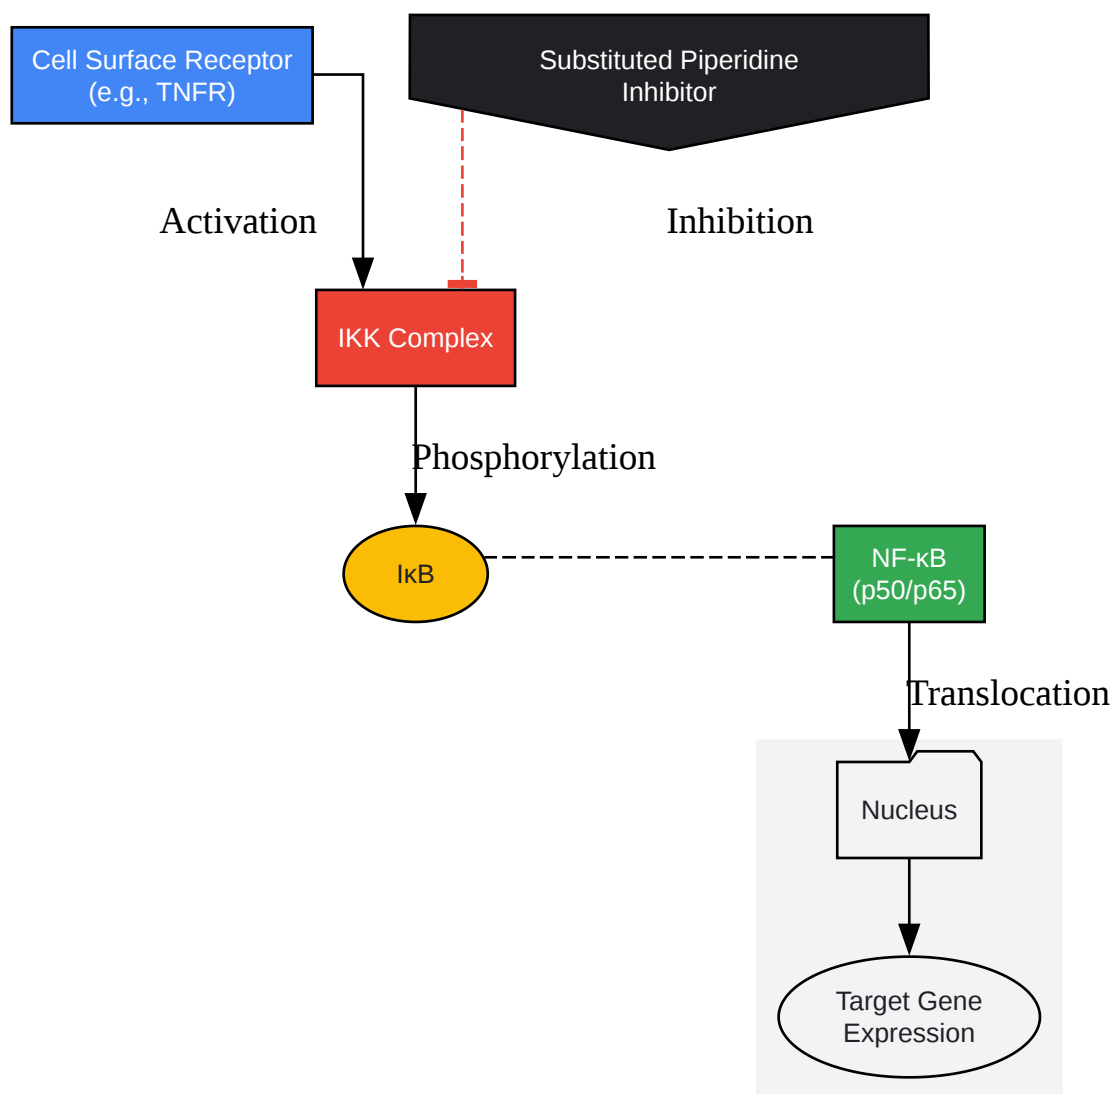 Cell Surface Receptor
(e.g., TNFR)
Substituted Piperidine
Inhibitor
Activation
Inhibition
IKK Complex
Phosphorylation
IκB
NF-κB
(p50/p65)
Translocation
Nucleus
Target Gene
Expression